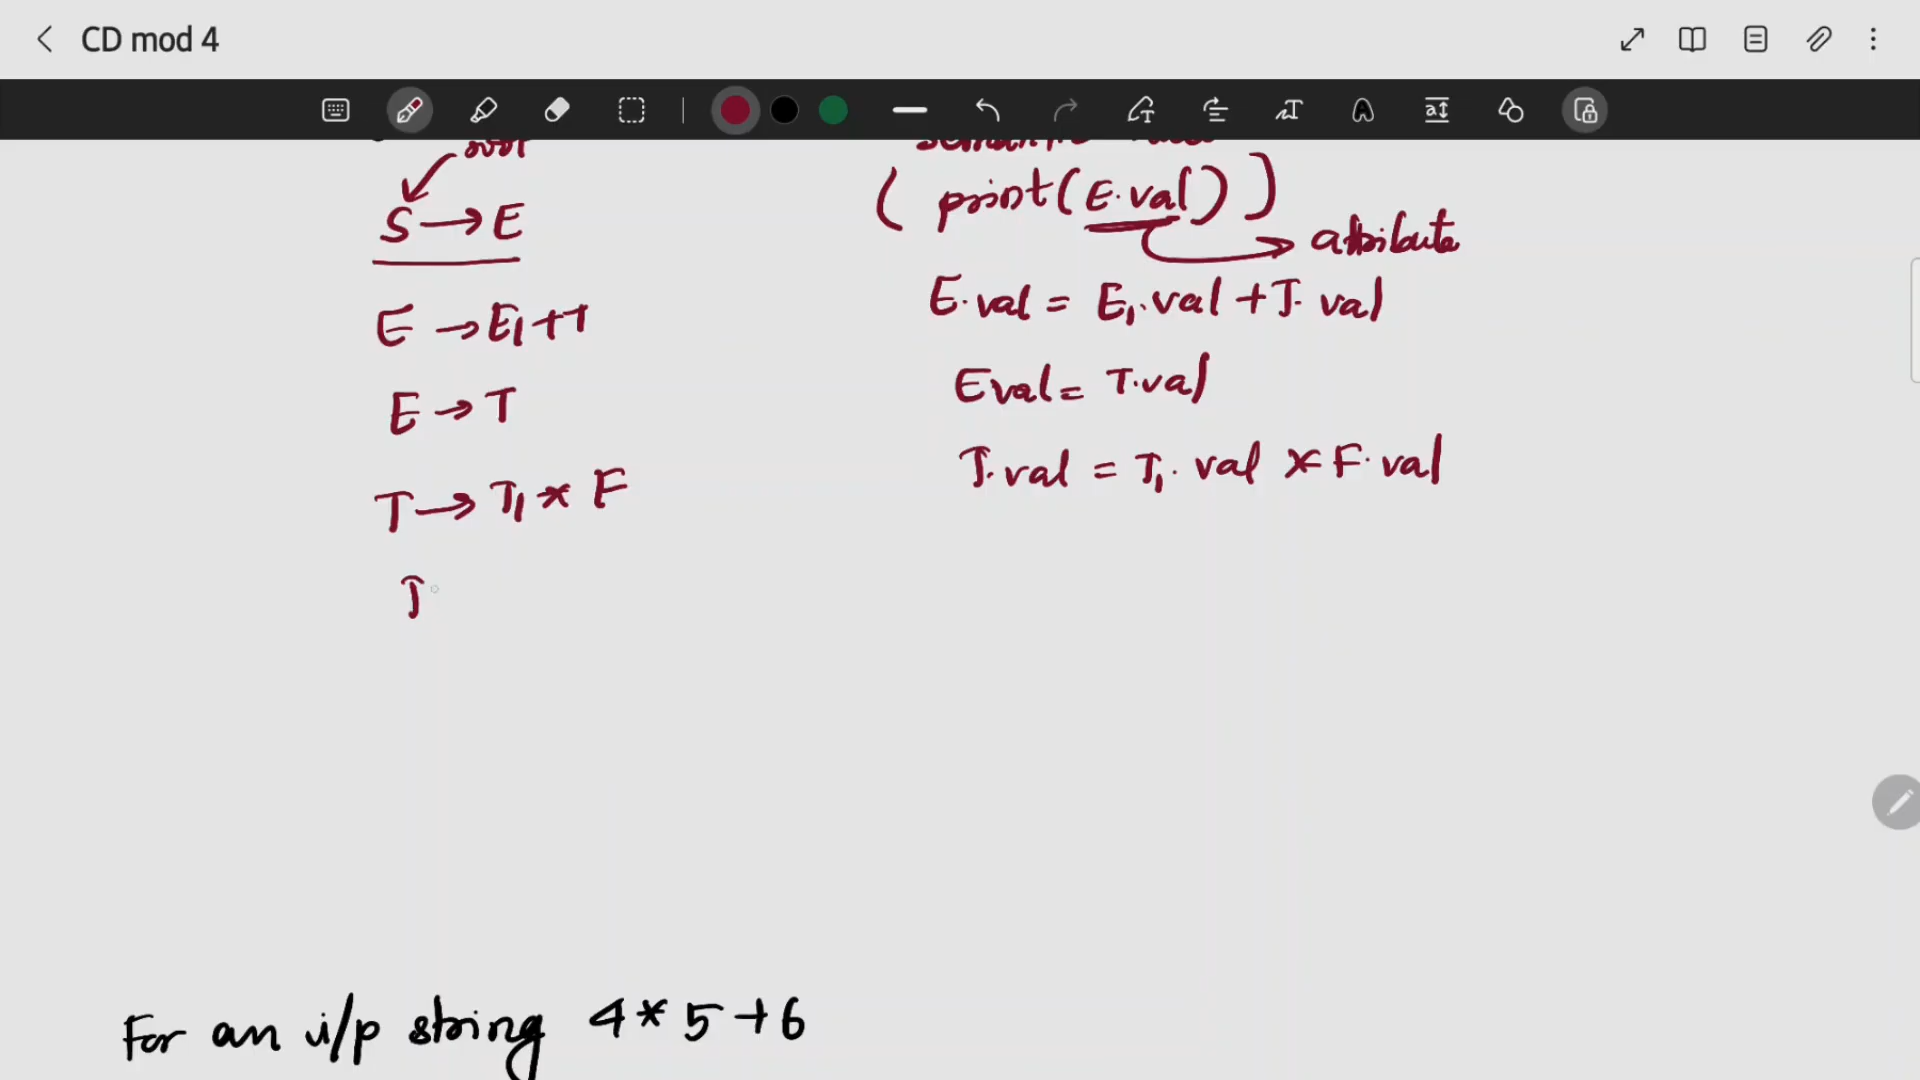 CD mod 4
S → E
( print(E.val) )
attribute
E → E1 + T
E.val = E1.val + T.val
E → T
Eval = T.val
T → T1 * F
T.val = T1.val * F.val
T
For an i/p string 4 * 5 + 6